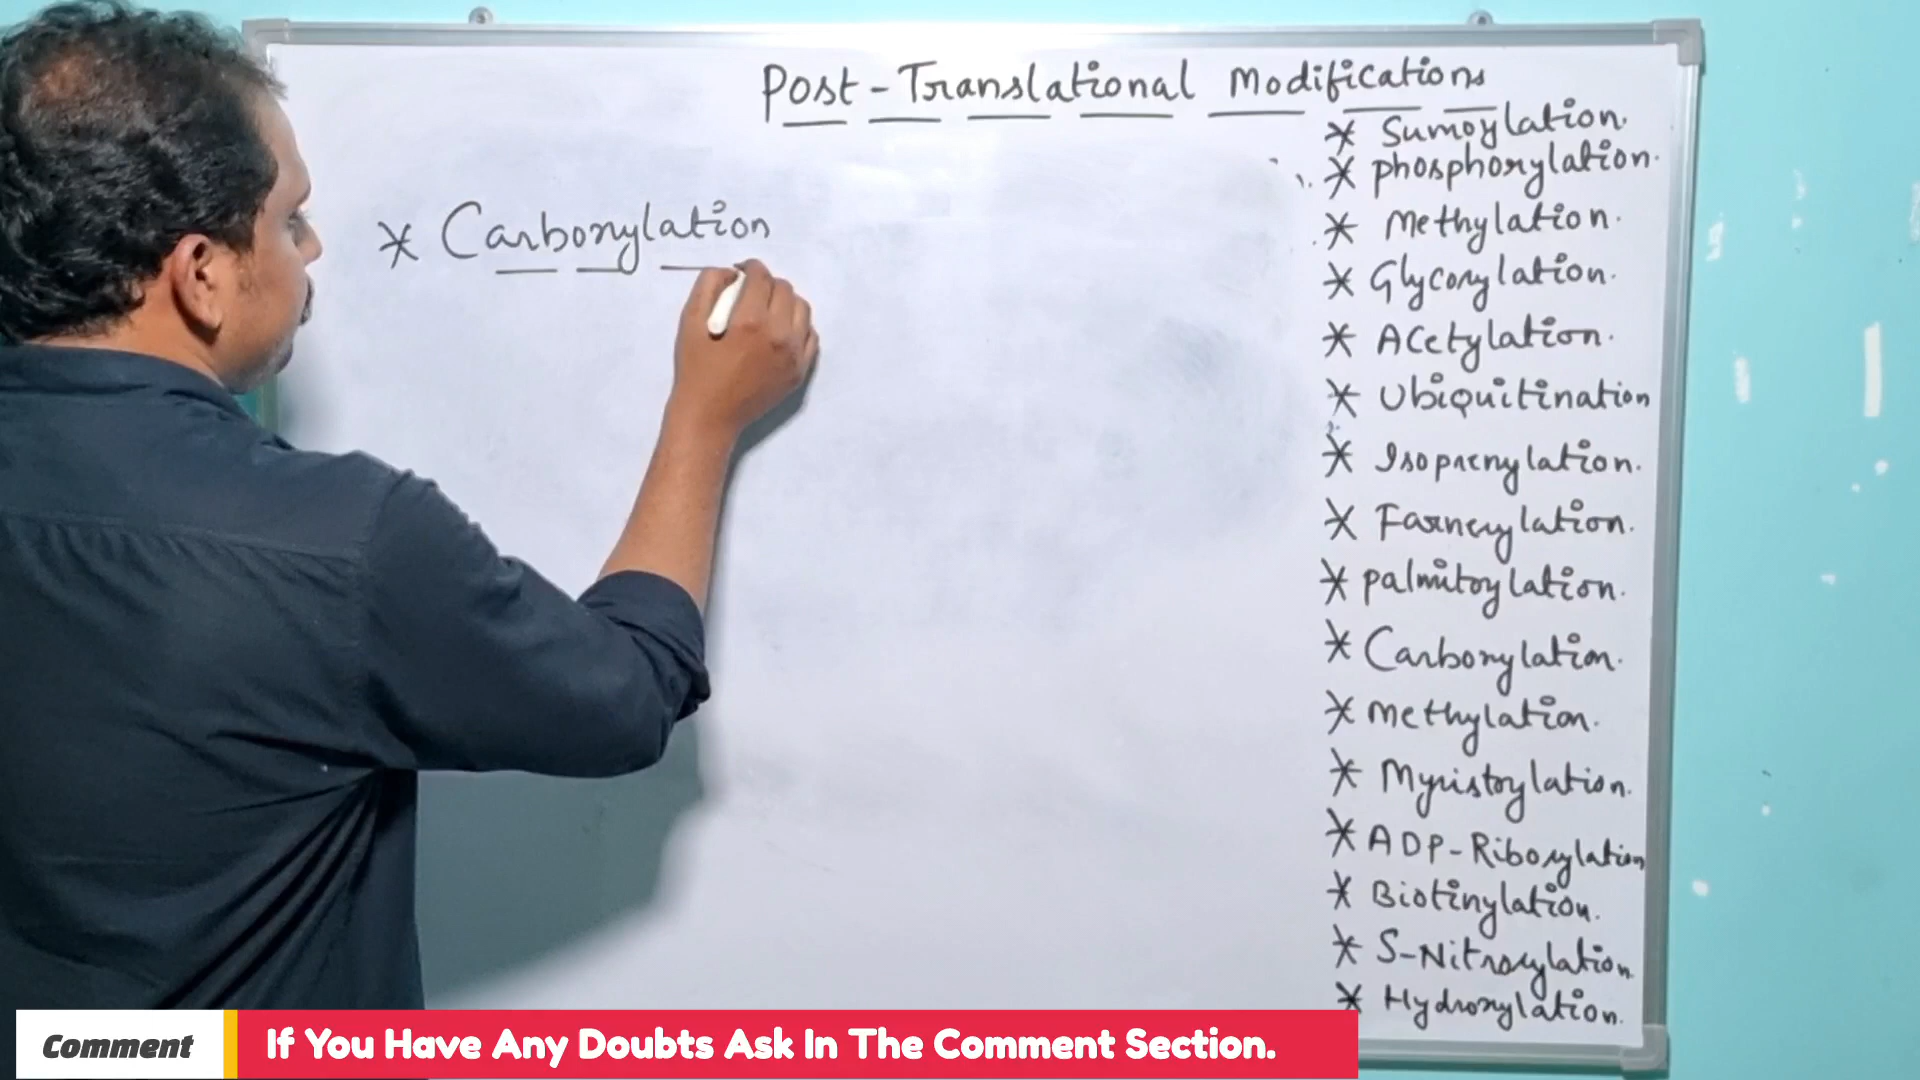 Post-Translational Modifications
* Carbonylation
* Sumoylation.
* Phosphorylation.
* Methylation.
* Glycosylation.
* Acetylation.
* Ubiquitination
* Isoprenylation.
* Farnesylation.
* Palmitoylation.
* Carbonylation.
* Methylation.
* Myristoylation.
* ADP-Ribosylation
* Biotinylation.
* S-Nitrosylation
* Hydroxylation.
Comment
If You Have Any Doubts Ask In The Comment Section.